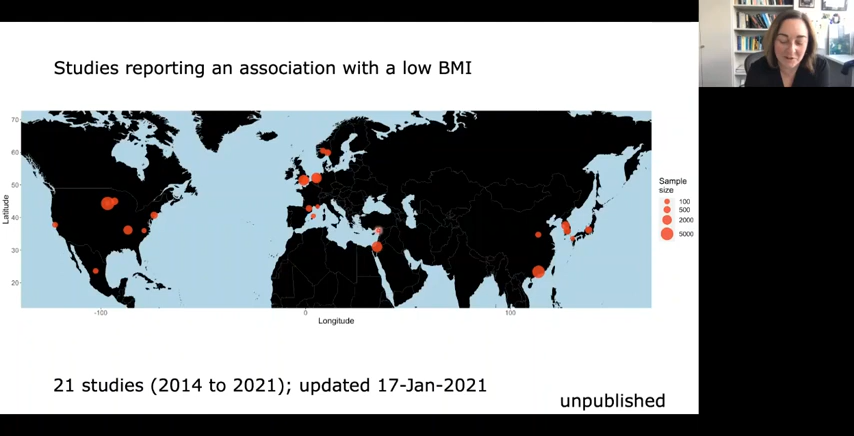 Studies reporting an association with a low BMI
70
60
50
40
30
20
Latitude
-100
0
100
Longitude
Sample
size
100
500
2000
5000
21 studies (2014 to 2021); updated 17-Jan-2021
unpublished